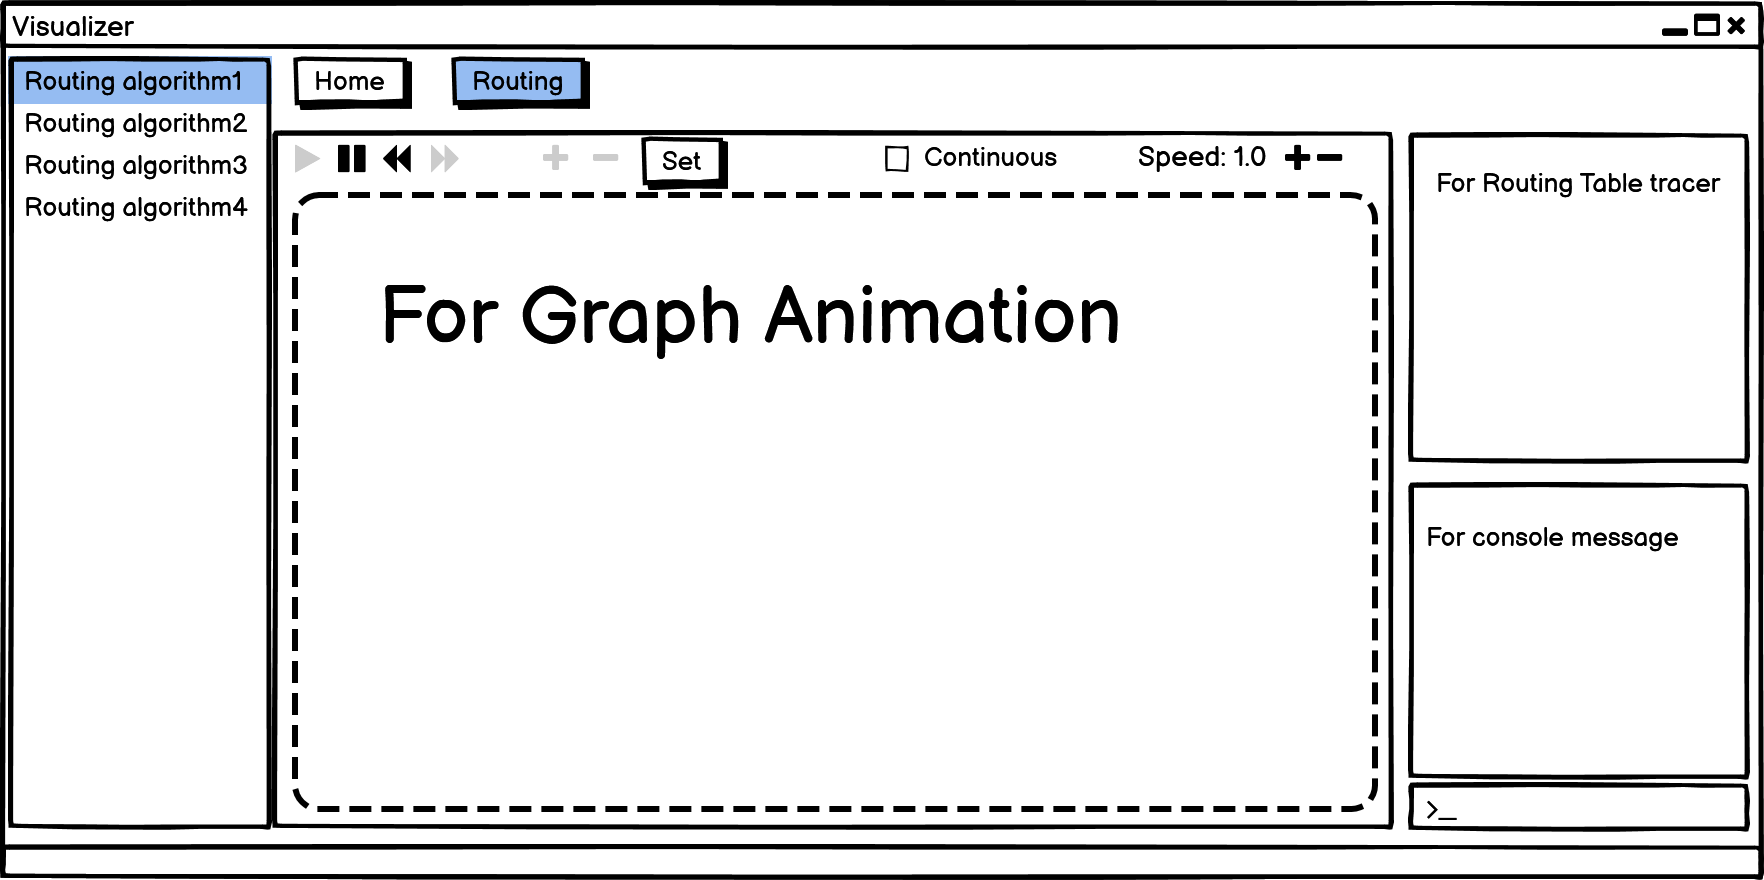 Visualizer
Routing algorithm1
Routing algorithm2
Routing algorithm3
Routing algorithm4
Home
Routing
Set
Continuous
Speed: 1.0
For Graph Animation
For Routing Table tracer
For console message
>_